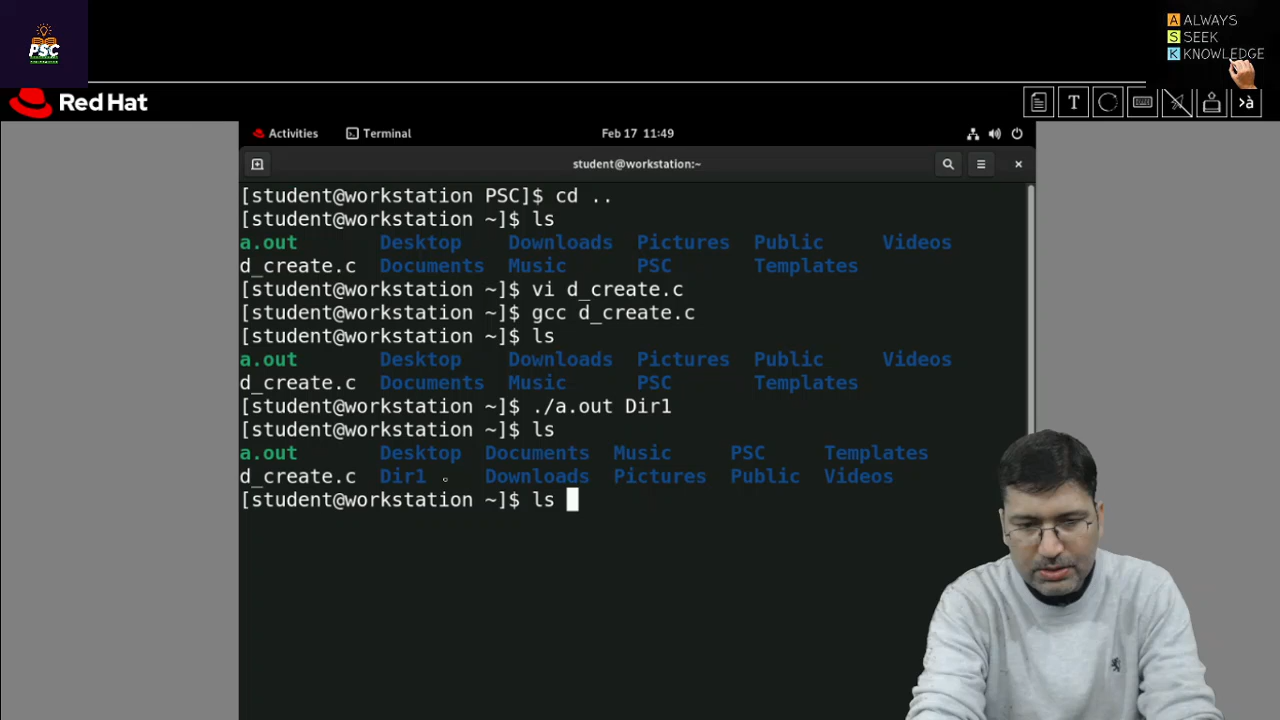 PSC
ALWAYS
SEEK
KNOWLEDGE
Red Hat
Activities Terminal Feb 17 11:49
student@workstation:~
[student@workstation PSC]$ cd ..
[student@workstation ~]$ ls
a.out Desktop Downloads Pictures Public Videos
d_create.c Documents Music PSC Templates
[student@workstation ~]$ vi d_create.c
[student@workstation ~]$ gcc d_create.c
[student@workstation ~]$ ls
a.out Desktop Downloads Pictures Public Videos
d_create.c Documents Music PSC Templates
[student@workstation ~]$ ./a.out Dir1
[student@workstation ~]$ ls
a.out Desktop Documents Music PSC Templates
d_create.c Dir1 Downloads Pictures Public Videos
[student@workstation ~]$ ls